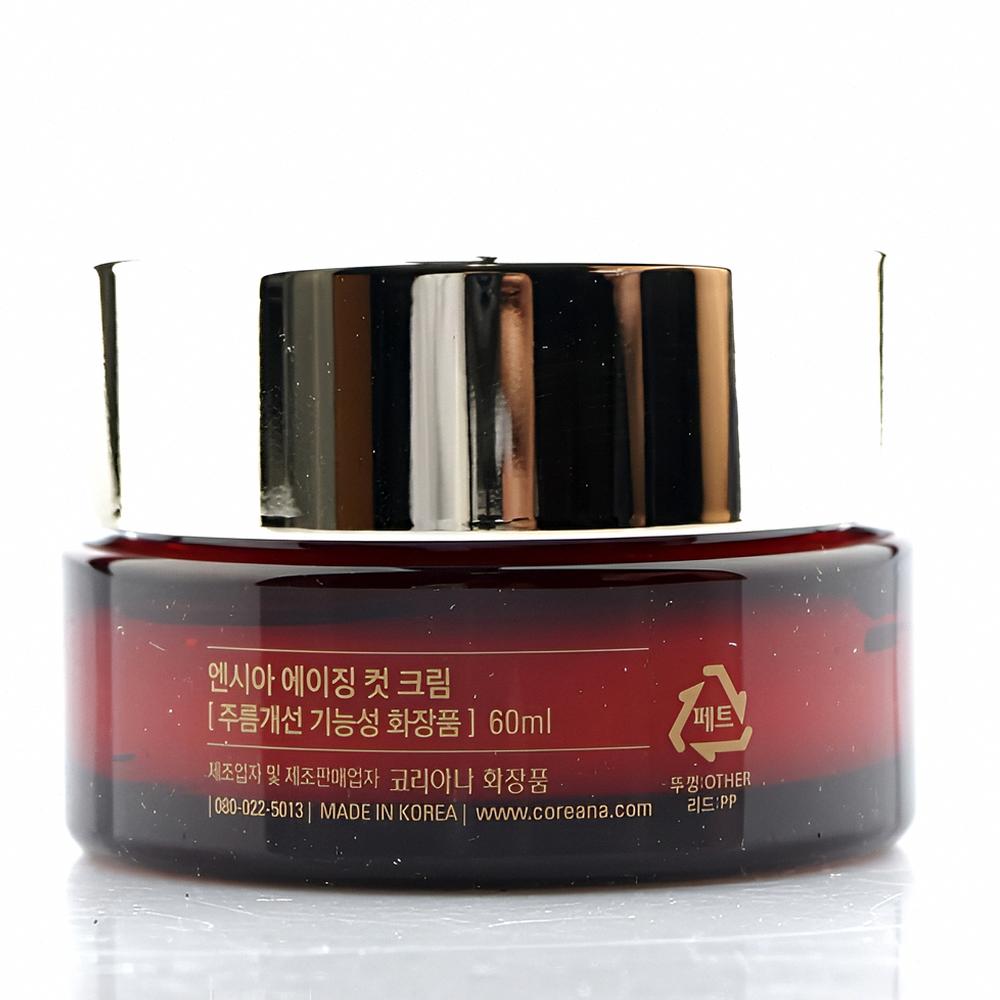 엔시아 에이징 컷 크림
[ 주름개선 기능성 화장품 ] 60ml
제조업자 및 제조판매업자 코리아나 화장품
|080-022-5013| MADE IN KOREA| www.coreana.com
페트
뚜껑:OTHER
리드:PP